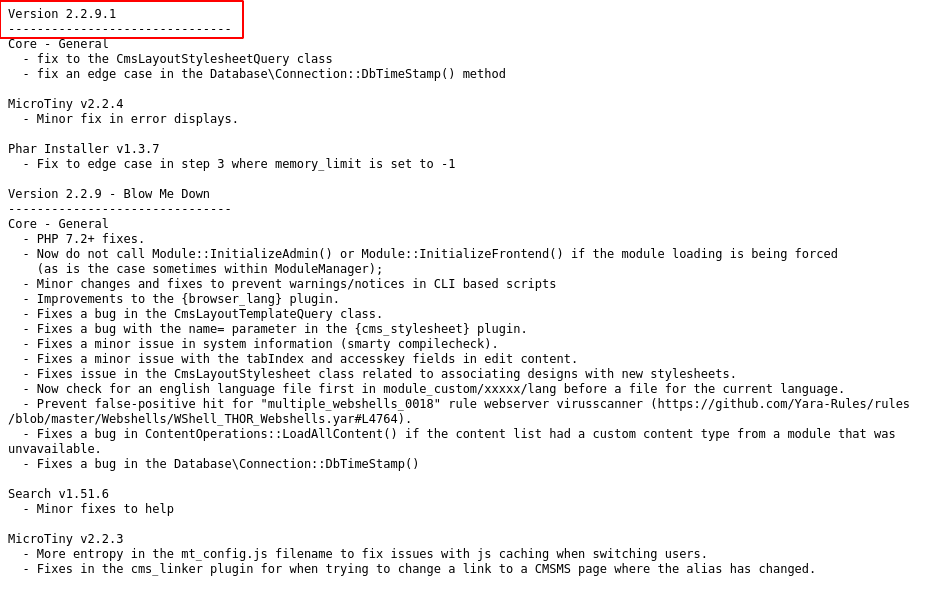 Version 2.2.9.1
-------------------------------
Core - General
  - fix to the CmsLayoutStylesheetQuery class
  - fix an edge case in the Database\Connection::DbTimeStamp() method

MicroTiny v2.2.4
  - Minor fix in error displays.

Phar Installer v1.3.7
  - Fix to edge case in step 3 where memory_limit is set to -1

Version 2.2.9 - Blow Me Down
-------------------------------
Core - General
  - PHP 7.2+ fixes.
  - Now do not call Module::InitializeAdmin() or Module::InitializeFrontend() if the module loading is being forced
    (as is the case sometimes within ModuleManager);
  - Minor changes and fixes to prevent warnings/notices in CLI based scripts
  - Improvements to the {browser_lang} plugin.
  - Fixes a bug in the CmsLayoutTemplateQuery class.
  - Fixes a bug with the name= parameter in the {cms_stylesheet} plugin.
  - Fixes a minor issue in system information (smarty compilecheck).
  - Fixes a minor issue with the tabIndex and accesskey fields in edit content.
  - Fixes issue in the CmsLayoutStylesheet class related to associating designs with new stylesheets.
  - Now check for an english language file first in module_custom/xxxxx/lang before a file for the current language.
  - Prevent false-positive hit for "multiple_webshells_0018" rule webserver virusscanner (https://github.com/Yara-Rules/rules
/blob/master/Webshells/WShell_THOR_Webshells.yar#L4764).
  - Fixes a bug in ContentOperations::LoadAllContent() if the content list had a custom content type from a module that was
unvavailable.
  - Fixes a bug in the Database\Connection::DbTimeStamp()

Search v1.51.6
  - Minor fixes to help

MicroTiny v2.2.3
  - More entropy in the mt_config.js filename to fix issues with js caching when switching users.
  - Fixes in the cms_linker plugin for when trying to change a link to a CMSMS page where the alias has changed.